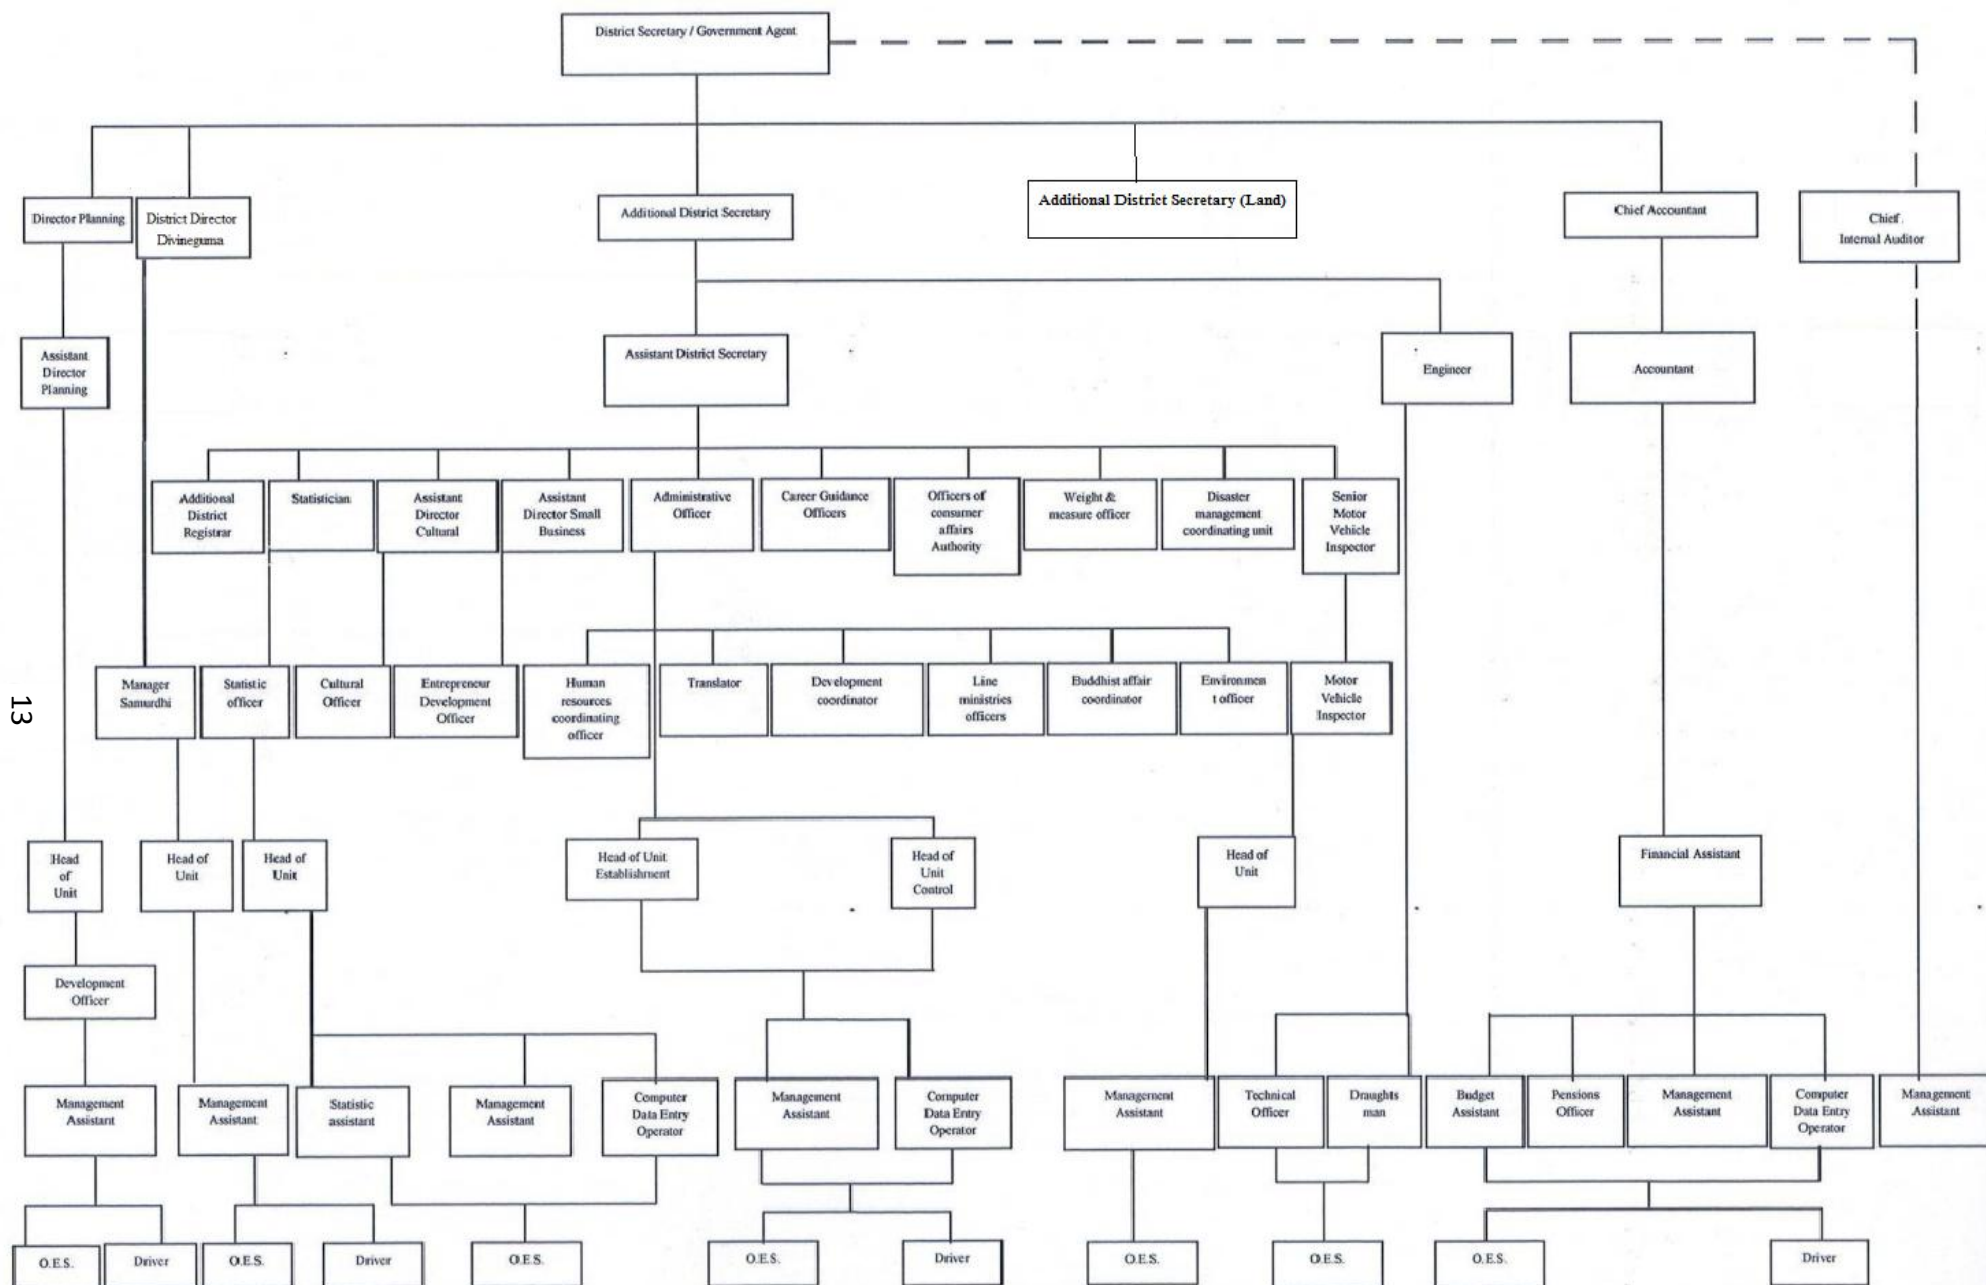 District Secretary / Government Agent
Director Planning
District Director
Divineguma
Additional District Secretary
Additional District Secretary (Land)
Chief Accountant
Chief
Internal Auditor
Assistant
Director
Planning
Assistant District Secretary
Engineer
Accountant
Additional
District
Registrar
Statistician
Assistant
Director
Cultural
Assistant
Director Small
Business
Administrative
Officer
Career Guidance
Officers
Officers of
consumer
affairs
Authority
Weight &
measure officer
Disaster
management
coordinating unit
Senior
Motor
Vehicle
Inspector
Manager
Samurdhi
Statistic
officer
Cultural
Officer
Entrepreneur
Development
Officer
Human
resources
coordinating
officer
Translator
Development
coordinator
Line
ministries
officers
Buddhist affair
coordinator
Environmen
t officer
Motor
Vehicle
Inspector
13
Head
of
Unit
Head of
Unit
Head of
Unit
Head of Unit
Establishment
Head of
Unit
Control
Head of
Unit
Financial Assistant
Development
Officer
Management
Assistant
Management
Assistant
Statistic
assistant
Management
Assistant
Computer
Data Entry
Operator
Management
Assistant
Computer
Data Entry
Operator
Management
Assistant
Technical
Officer
Draughts
man
Budget
Assistant
Pensions
Officer
Management
Assistant
Computer
Data Entry
Operator
Management
Assistant
O.E.S.
Driver
O.E.S.
Driver
O.E.S.
O.E.S.
Driver
O.E.S.
O.E.S.
O.E.S.
Driver